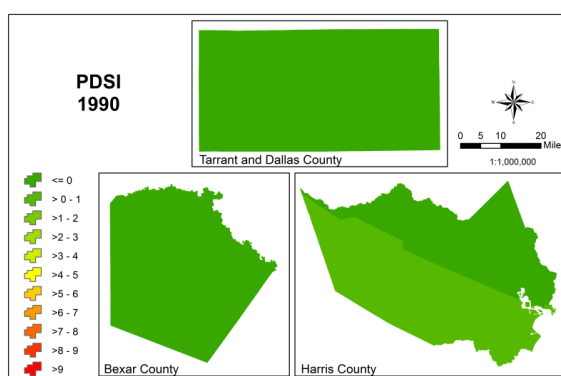 PDSI
1990
Tarrant and Dallas County
N
W E
S
0 5 10 20
Miles
1:1,000,000
<= 0
> 0 - 1
>1 - 2
>2 - 3
>3 - 4
>4 - 5
>5 - 6
>6 - 7
>7 - 8
>8 - 9
>9
Bexar County
Harris County